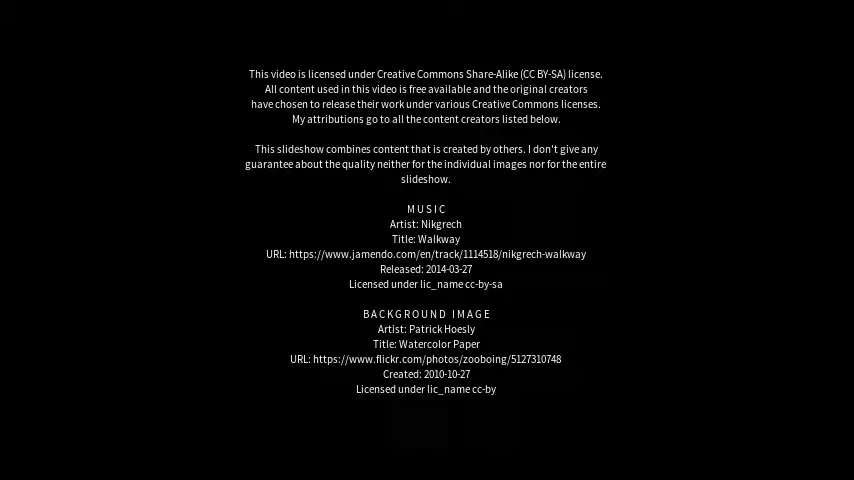 This video is licensed under Creative Commons Share-Alike (CC BY-SA) license.
All content used in this video is free available and the original creators
have chosen to release their work under various Creative Commons licenses.
My attributions go to all the content creators listed below.
This slideshow combines content that is created by others. I don't give any
guarantee about the quality neither for the individual images nor for the entire
slideshow.
MUSIC
Artist: Nikgrech
Title: Walkway
URL: https://www.jamendo.com/en/track/1114518/nikgrech-walkway
Released: 2014-03-27
Licensed under lic_name cc-by-sa
BACKGROUND IMAGE
Artist: Patrick Hoesly
Title: Watercolor Paper
URL: https://www.flickr.com/photos/zooboing/5127310748
Created: 2010-10-27
Licensed under lic_name cc-by